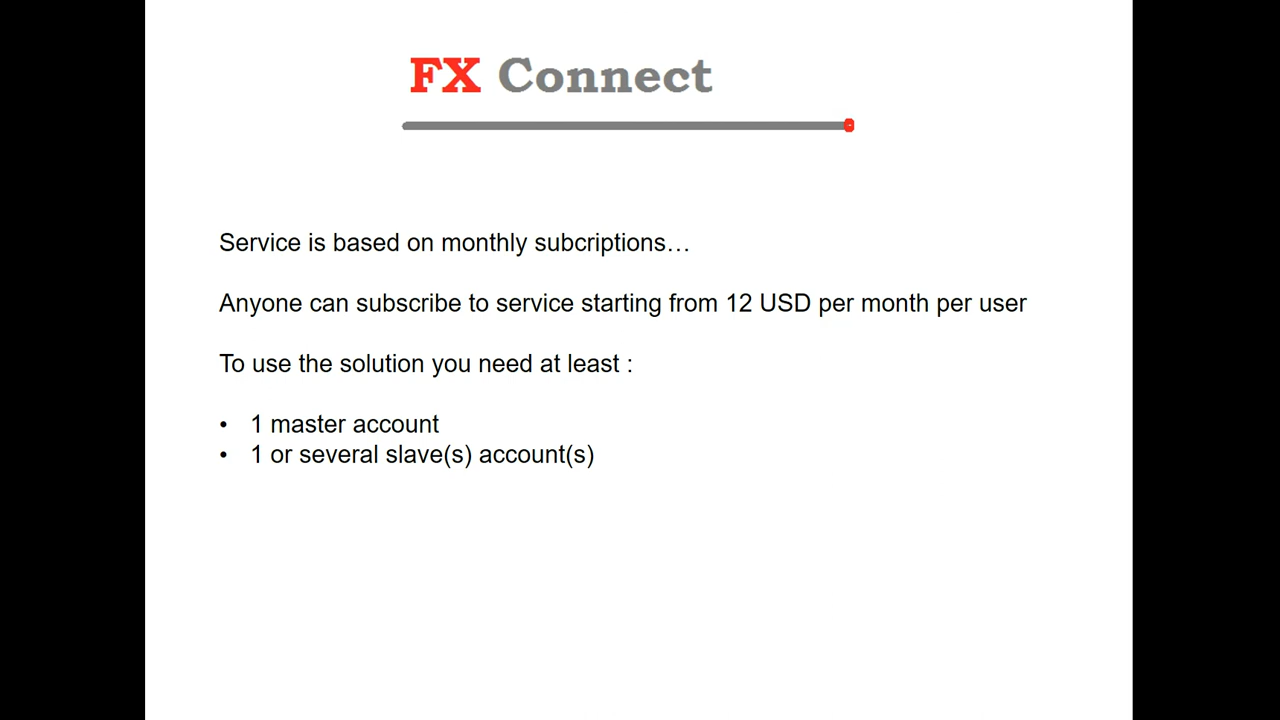 FX Connect
Service is based on monthly subcriptions…
Anyone can subscribe to service starting from 12 USD per month per user
To use the solution you need at least :
• 1 master account
• 1 or several slave(s) account(s)